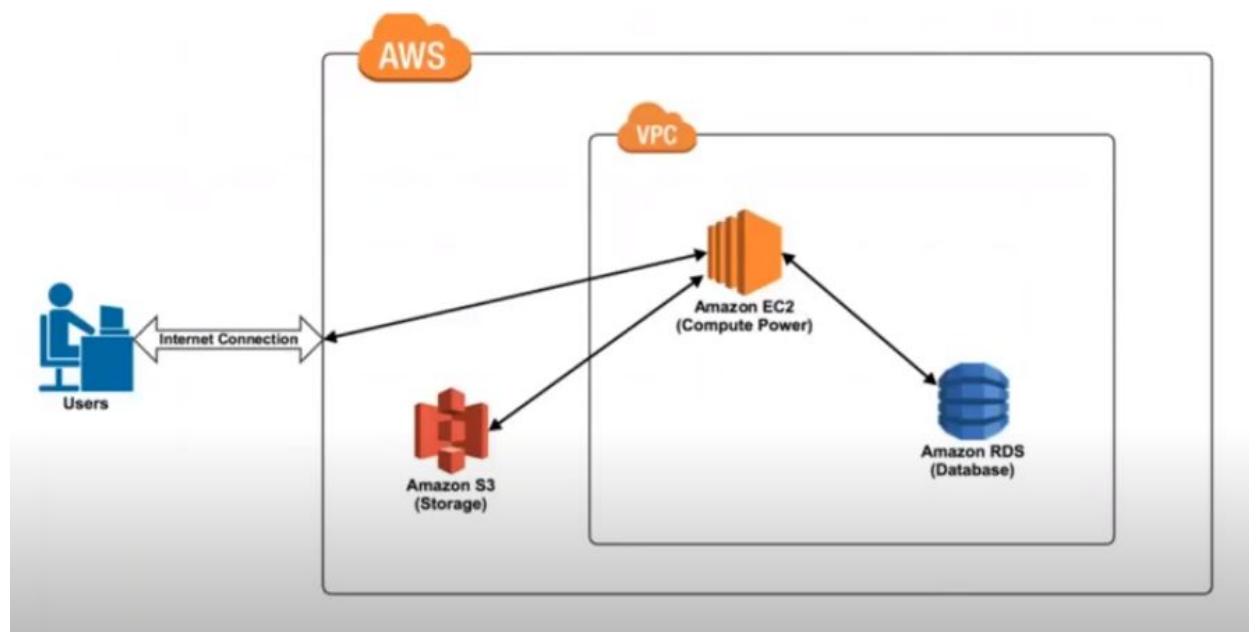 AWS
VPC
Amazon EC2
(Compute Power)
Internet Connection
Users
Amazon S3
(Storage)
Amazon RDS
(Database)